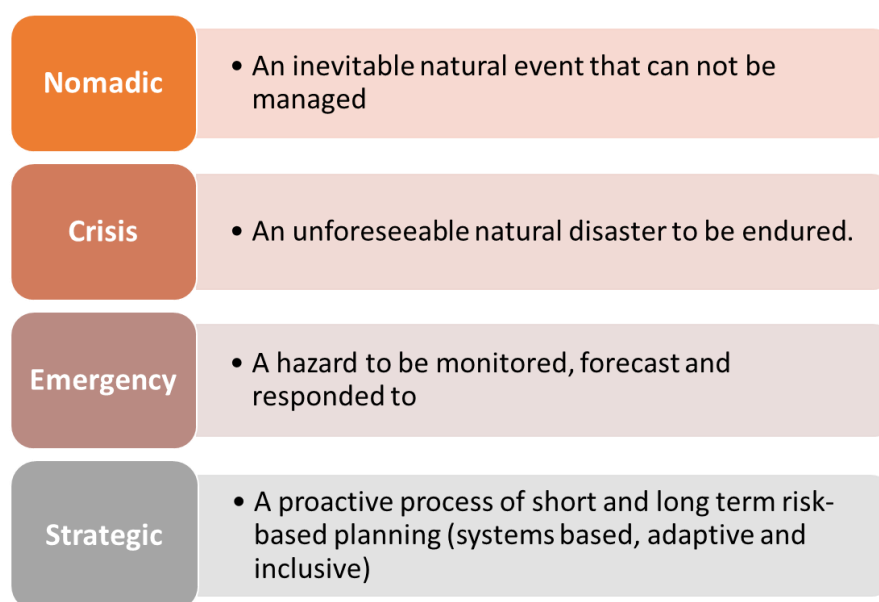 Nomadic
• An inevitable natural event that can not be
managed
Crisis
• An unforeseeable natural disaster to be endured.
Emergency
• A hazard to be monitored, forecast and
responded to
Strategic
• A proactive process of short and long term risk-
based planning (systems based, adaptive and
inclusive)